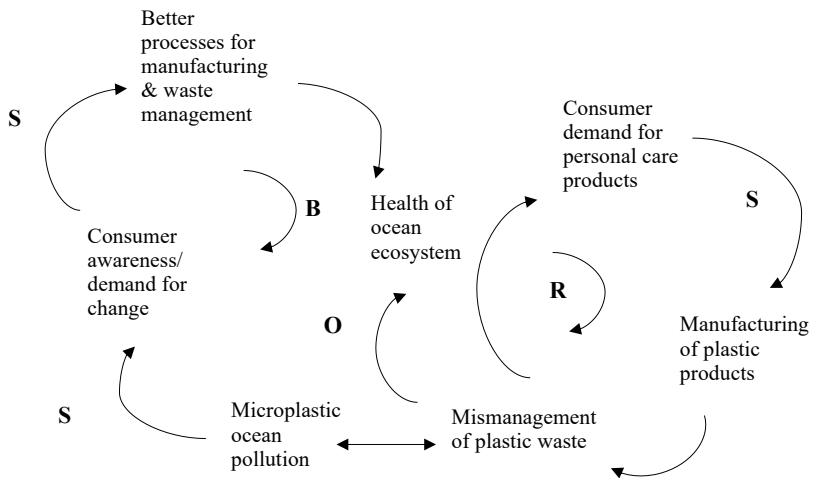 Better
processes for
manufacturing
& waste
management
S
Consumer
demand for
personal care
products
S
B
Health of
ocean
ecosystem
Consumer
awareness/
demand for
change
R
O
Manufacturing
of plastic
products
S
Microplastic
ocean
pollution
Mismanagement
of plastic waste